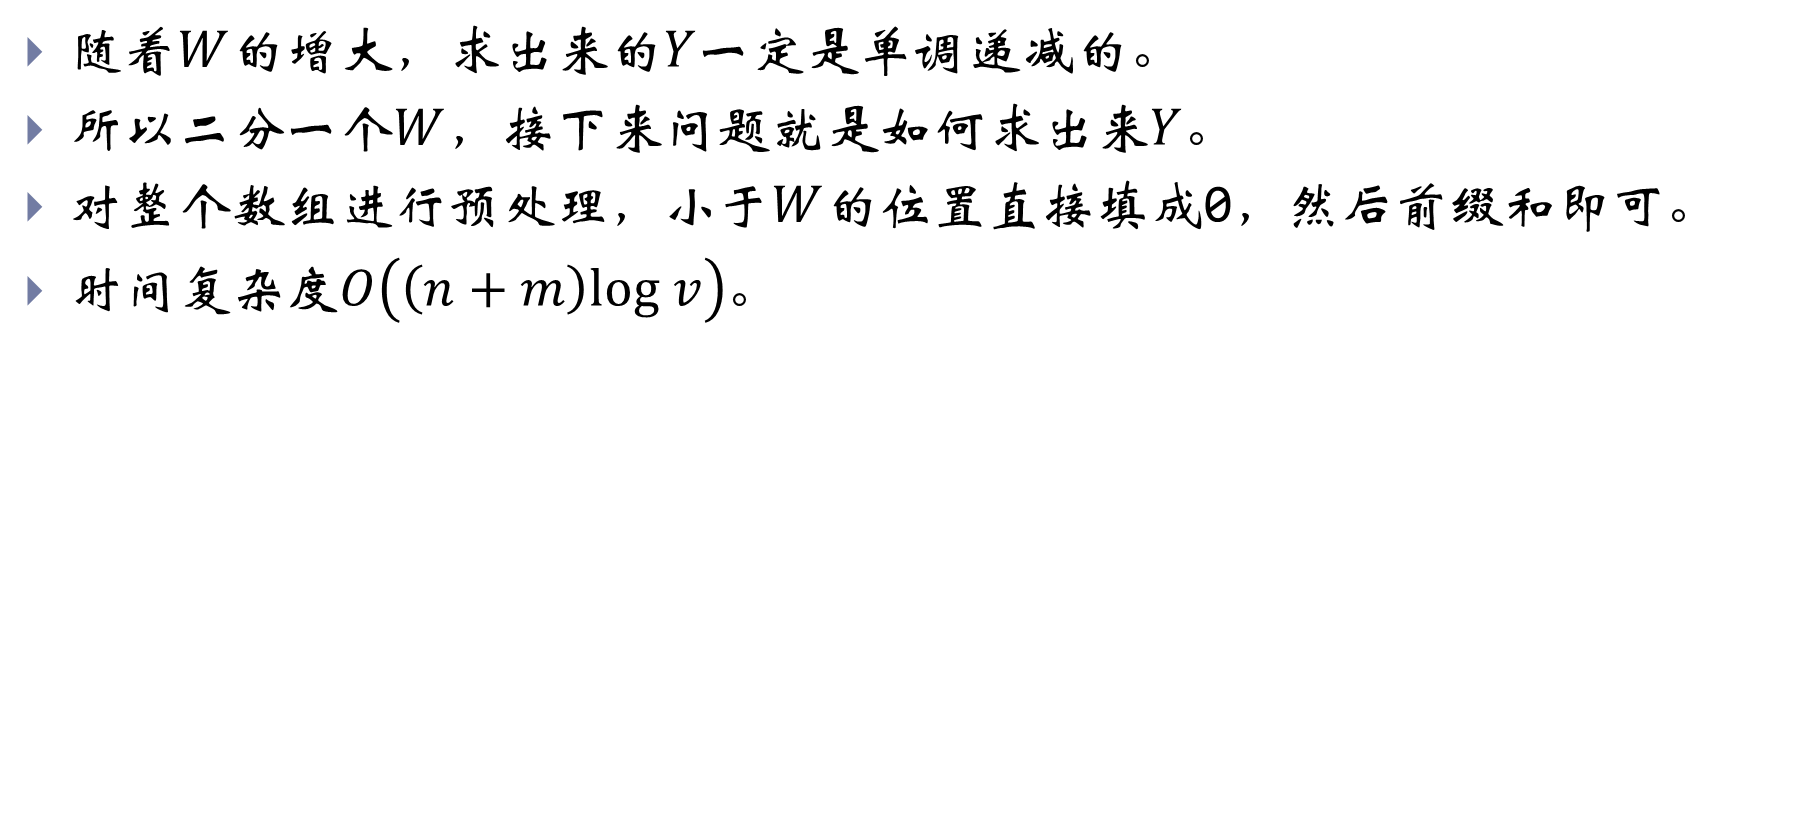 随着W的增大，求出来的Y一定是单调递减的。
所以二分一个W，接下来问题就是如何求出来Y。
对整个数组进行预处理，小于W的位置直接填成0，然后前缀和即可。
时间复杂度O((n + m)log v)。